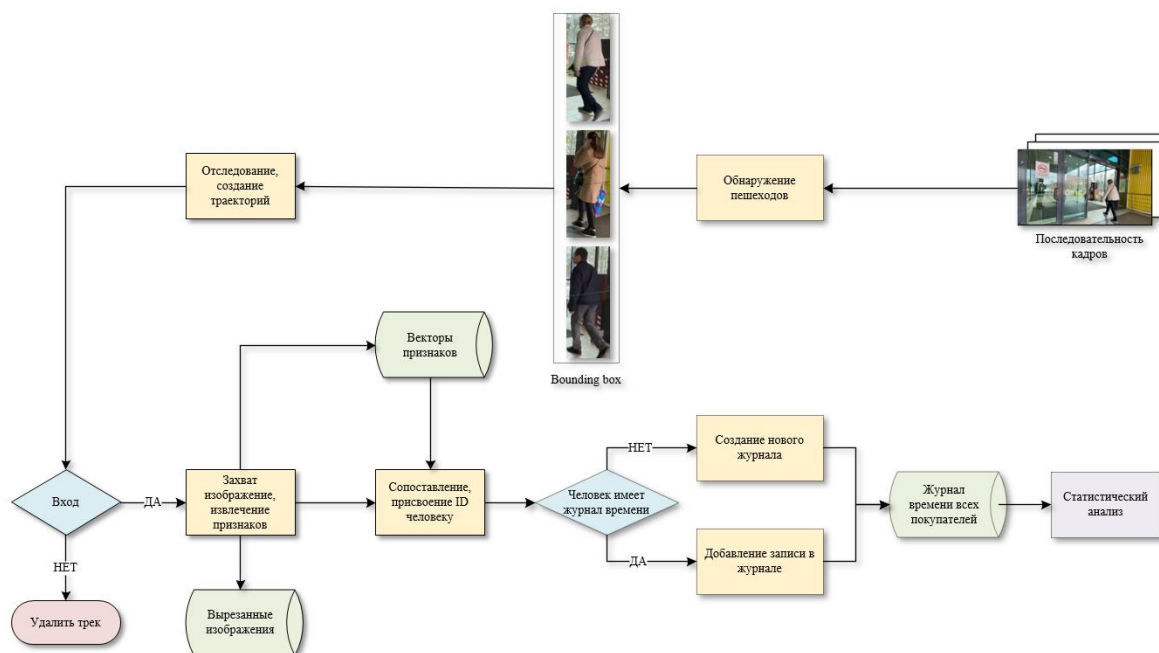 Отследование,
создание
траекторий
Обнаружение
пешеходов
Последовательность
кадров
Векторы
признаков
Bounding box
Вход
ДА
Захват
изображение,
извлечение
признаков
Сопоставление,
присвоение ID
человеку
Человек имеет
журнал времени
НЕТ
Создание нового
журнала
ДА
Добавление записи в
журнале
Журнал
времени всех
покупателей
Статистический
анализ
НЕТ
Удалить трек
Вырезанные
изображения